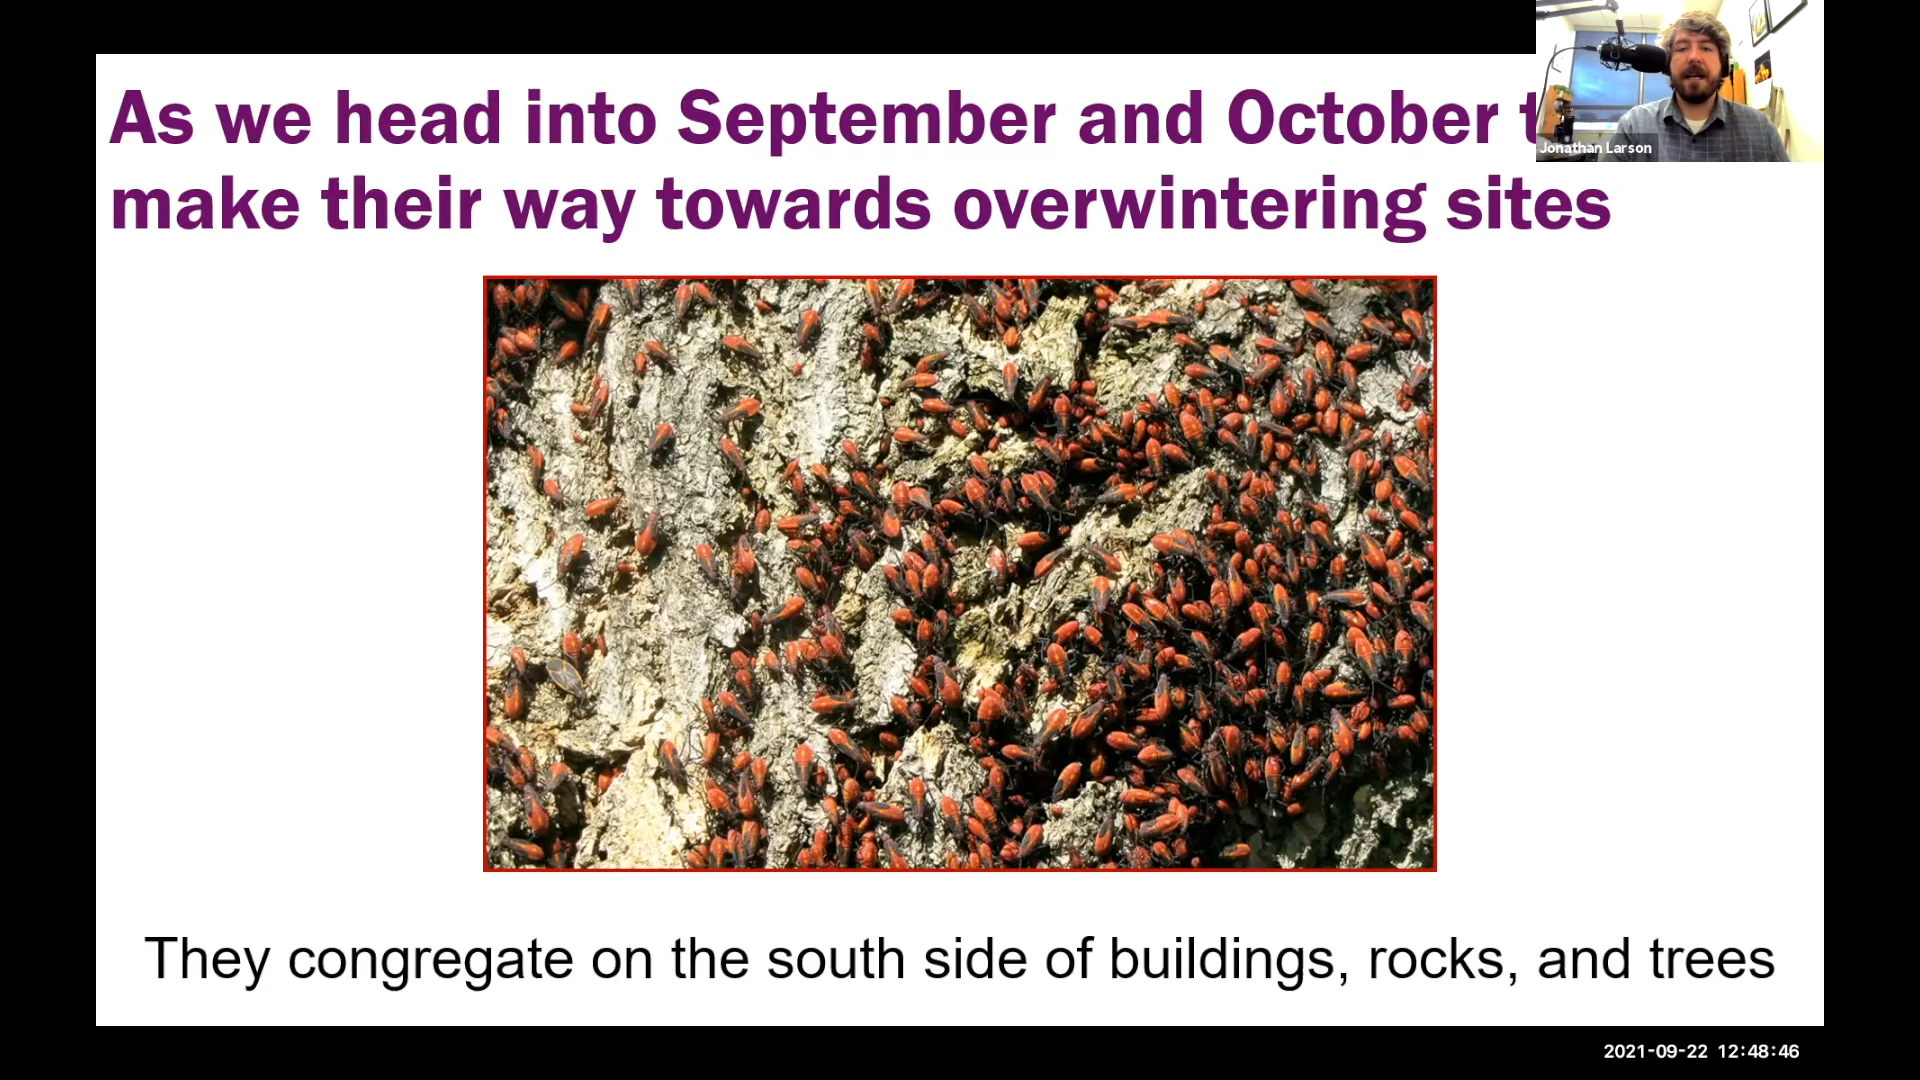 As we head into September and October
make their way towards overwintering sites
Jonathan Larson
They congregate on the south side of buildings, rocks, and trees
2021-09-22 12:48:46